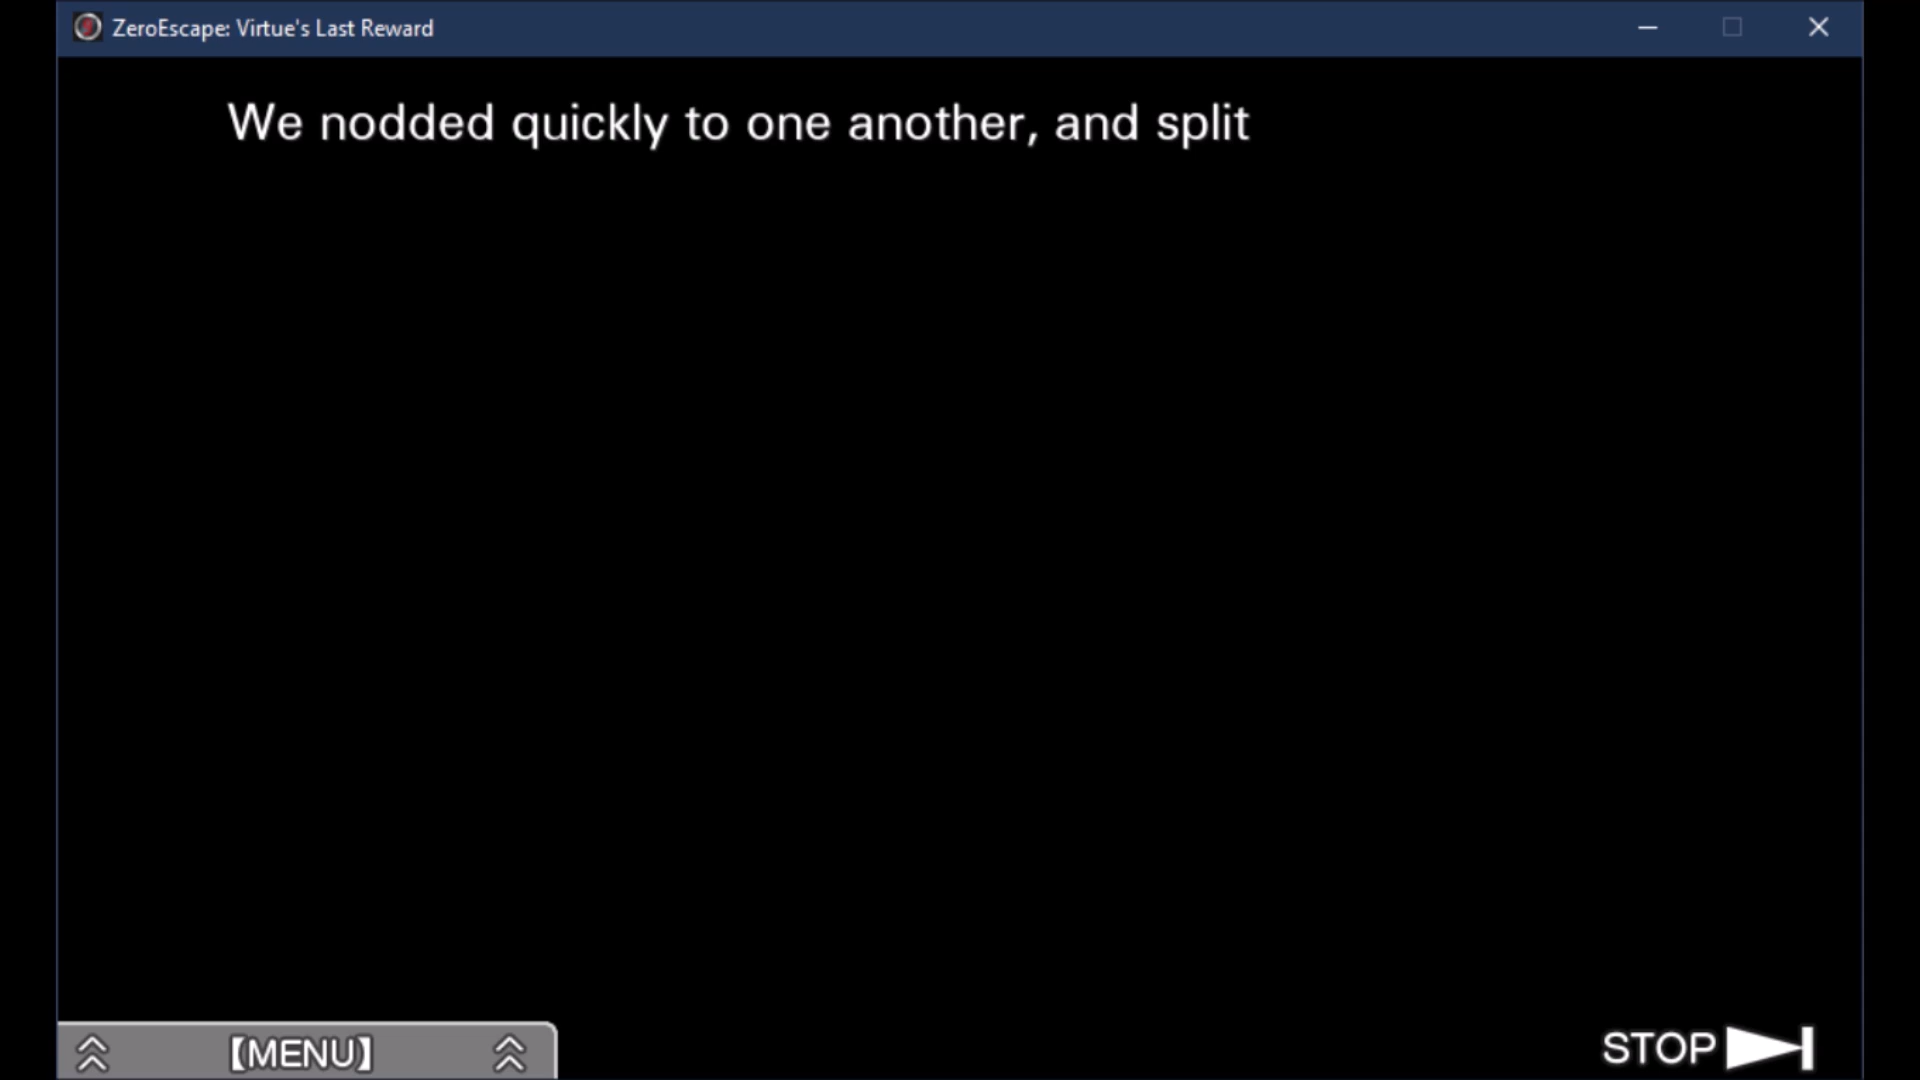 ZeroEscape: Virtue's Last Reward
We nodded quickly to one another, and split
【MENU】
STOP